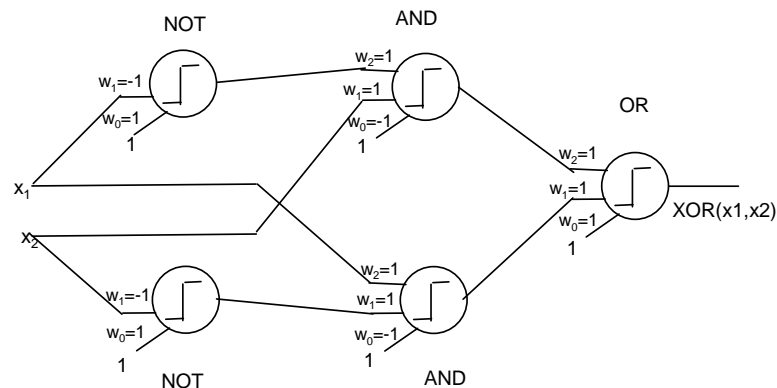 NOT
AND
w₁=-1
w₀=1
1
w₂=1
w₁=1
w₀=-1
1
OR
x₁
x₂
w₂=1
w₁=1
w₀=1
1
XOR(x1,x2)
w₁=-1
w₀=1
1
w₂=1
w₁=1
w₀=-1
1
NOT
AND